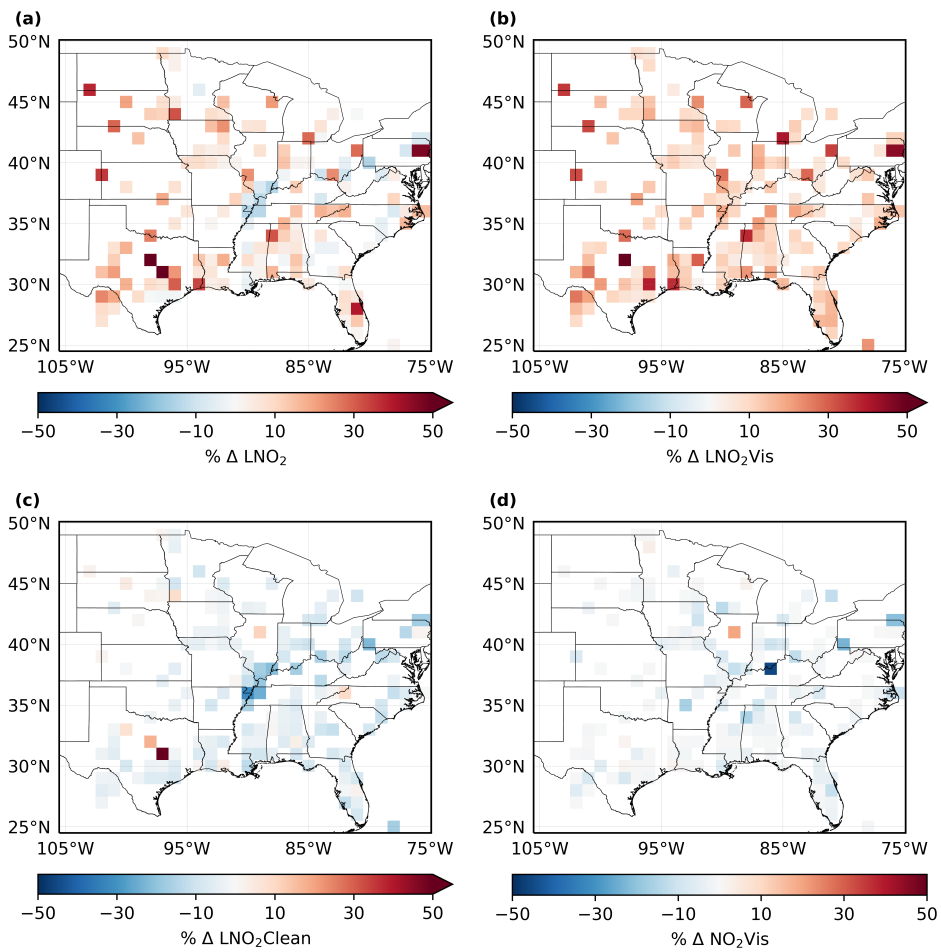 (a) (b)
50°N 50°N
45°N 45°N
40°N 40°N
35°N 35°N
30°N 30°N
25°N 25°N
105°W 95°W 85°W 75°W 105°W 95°W 85°W 75°W
−50 −30 −10 10 30 50 −50 −30 −10 10 30 50
% Δ LNO₂ % Δ LNO₂Vis
(c) (d)
50°N 50°N
45°N 45°N
40°N 40°N
35°N 35°N
30°N 30°N
25°N 25°N
105°W 95°W 85°W 75°W 105°W 95°W 85°W 75°W
−50 −30 −10 10 30 50 −50 −30 −10 10 30 50
% Δ LNO₂Clean % Δ NO₂Vis